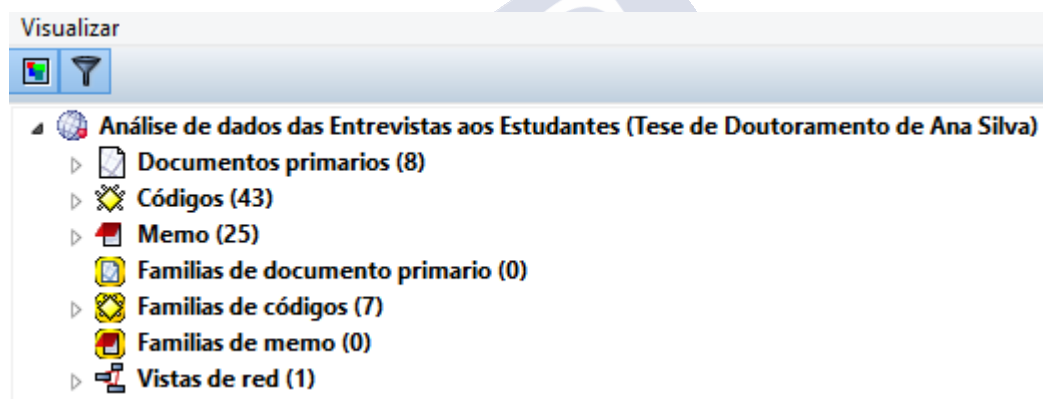 Visualizar
Análise de dados das Entrevistas aos Estudantes (Tese de Doutoramento de Ana Silva)
Documentos primarios (8)
Códigos (43)
Memo (25)
Familias de documento primario (0)
Familias de códigos (7)
Familias de memo (0)
Vistas de red (1)